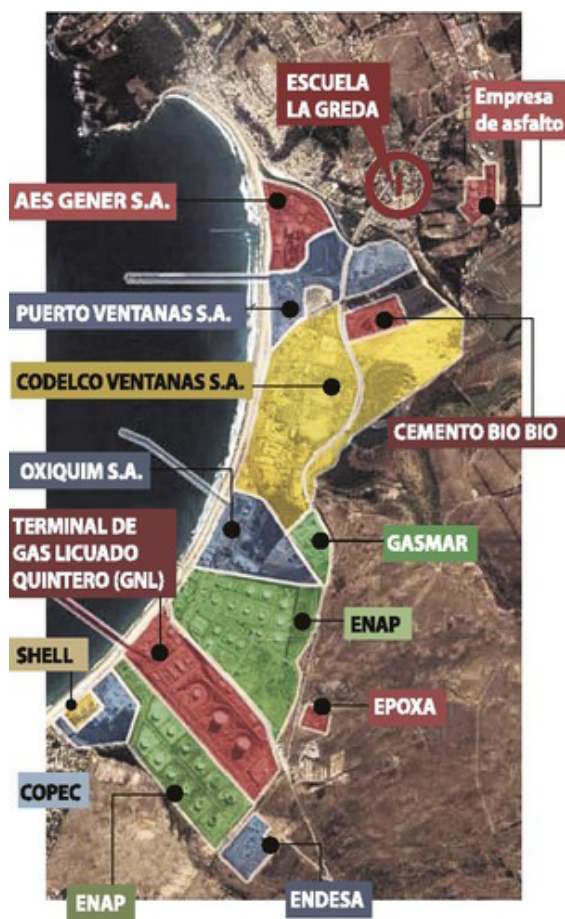 ESCUELA
LA GREDA
Empresa
de asfalto
AES GENER S.A.
PUERTO VENTANAS S.A.
CODELCO VENTANAS S.A.
CEMENTO BIO BIO
OXIQUIM S.A.
TERMINAL DE
GAS LICUADO
QUINTERO (GNL)
GASMAR
ENAP
SHELL
EPOXA
COPEC
ENAP
ENDESA